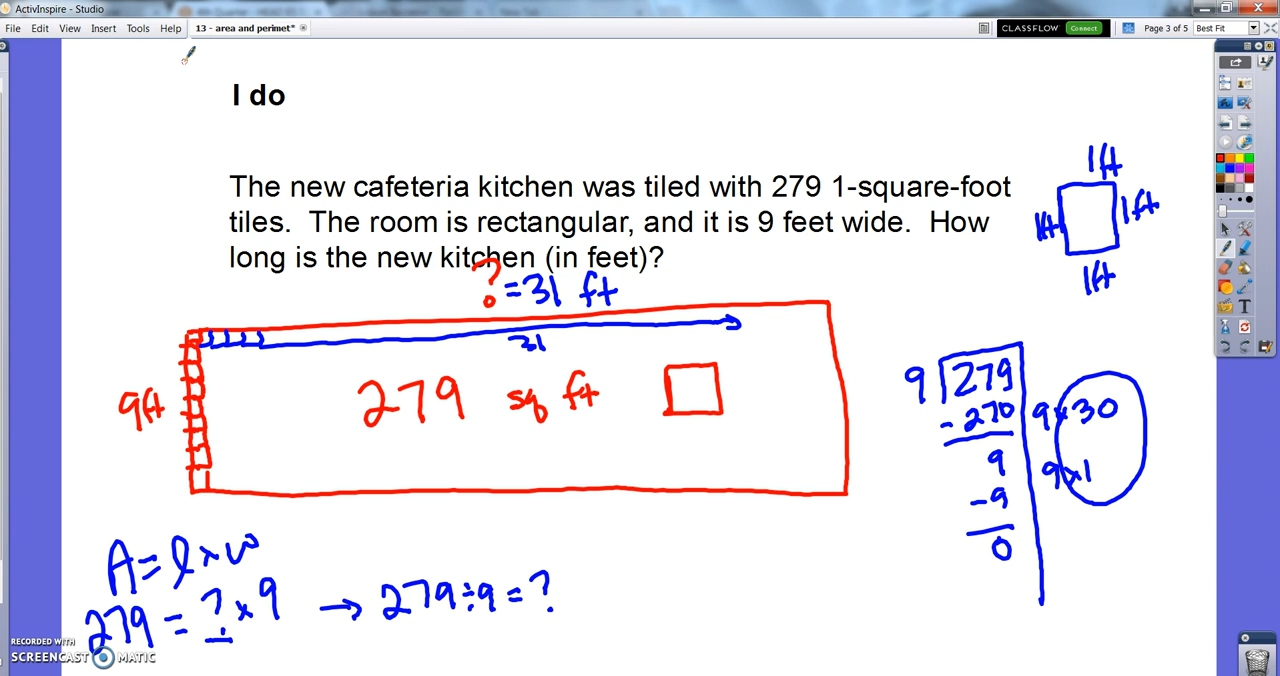 ActivInspire - Studio
File Edit View Insert Tools Help 13 - area and perimet* CLASSFLOW Connect Page 3 of 5 Best Fit
I do
The new cafeteria kitchen was tiled with 279 1-square-foot
tiles. The room is rectangular, and it is 9 feet wide. How
long is the new kitchen (in feet)?
1ft
1ft 1ft
1ft
? = 31 ft
31
9ft 279 sq ft
9 279
- 270 9 x 30
9 9 x 1
- 9
0
A = l x w
279 = ? x 9 → 279 ÷ 9 = ?
RECORDED WITH
SCREENCAST MATIC